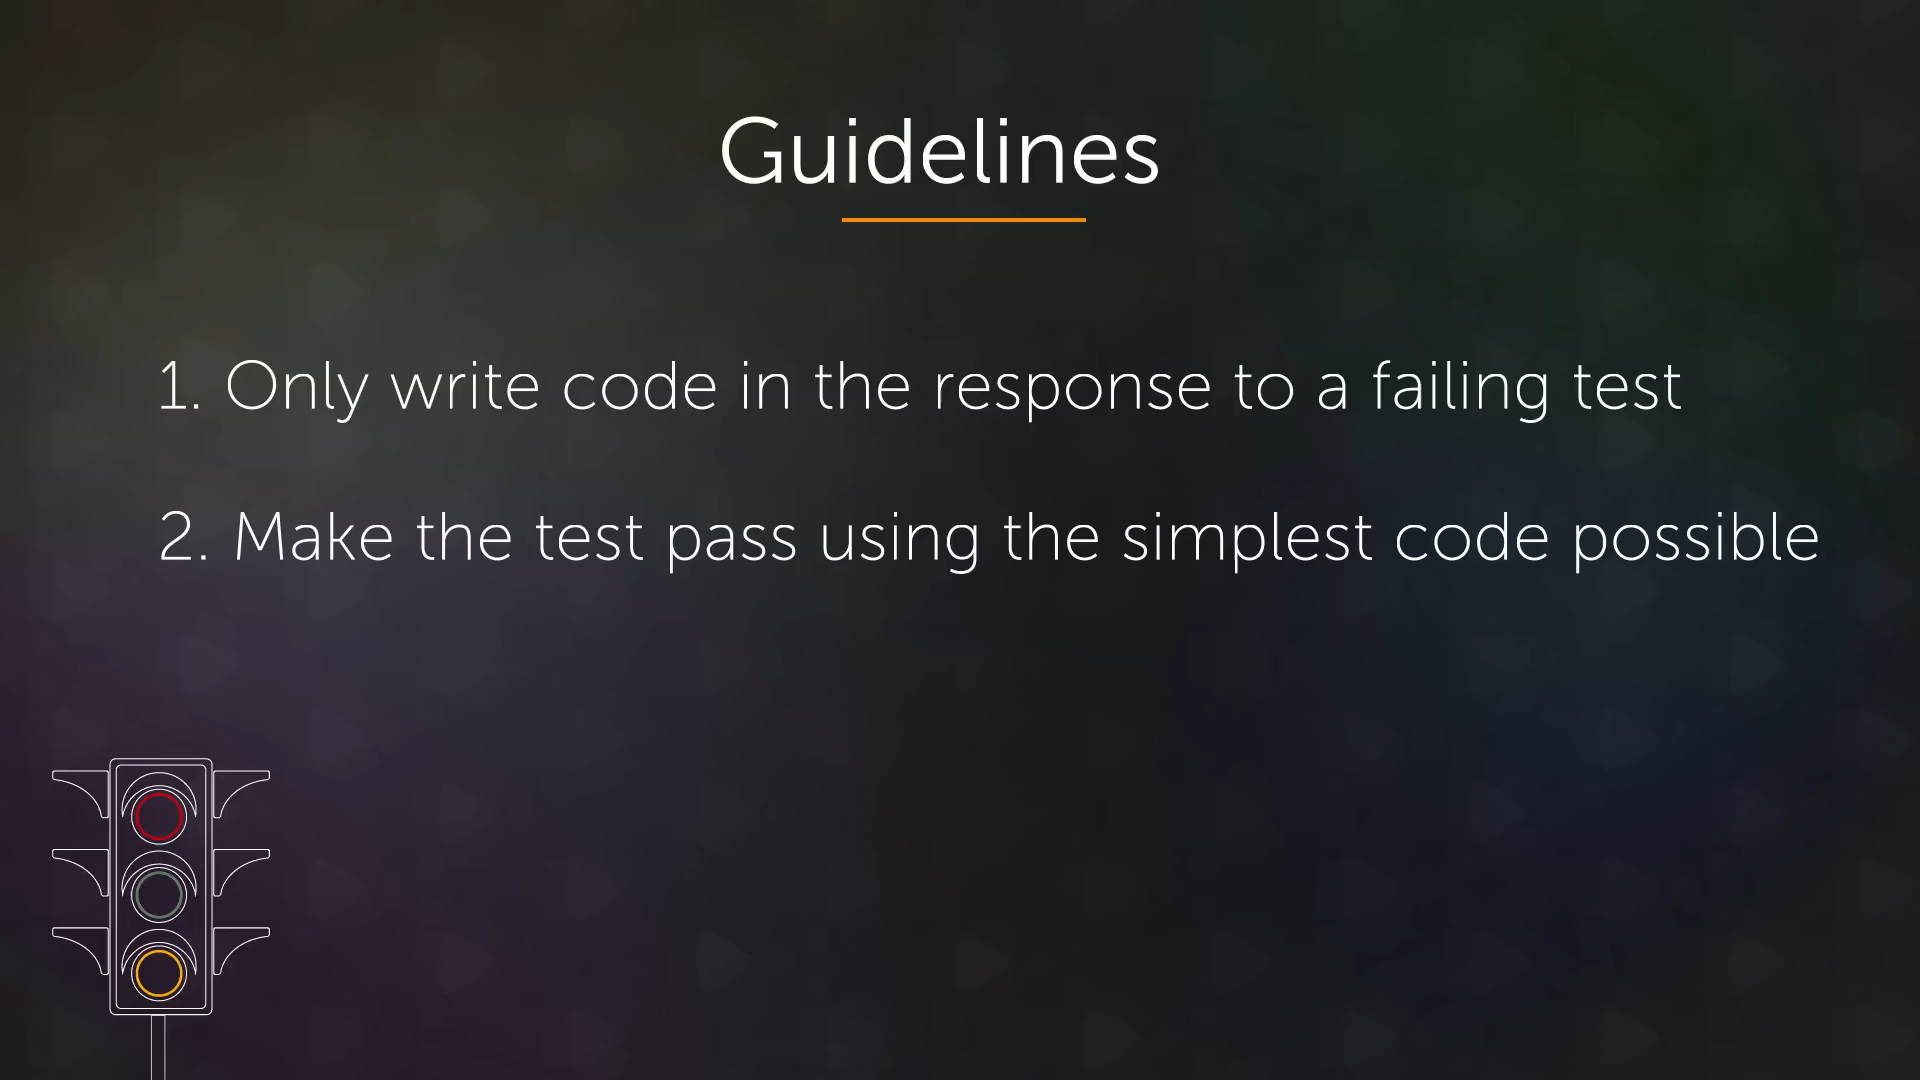 Guidelines
1. Only write code in the response to a failing test
2. Make the test pass using the simplest code possible